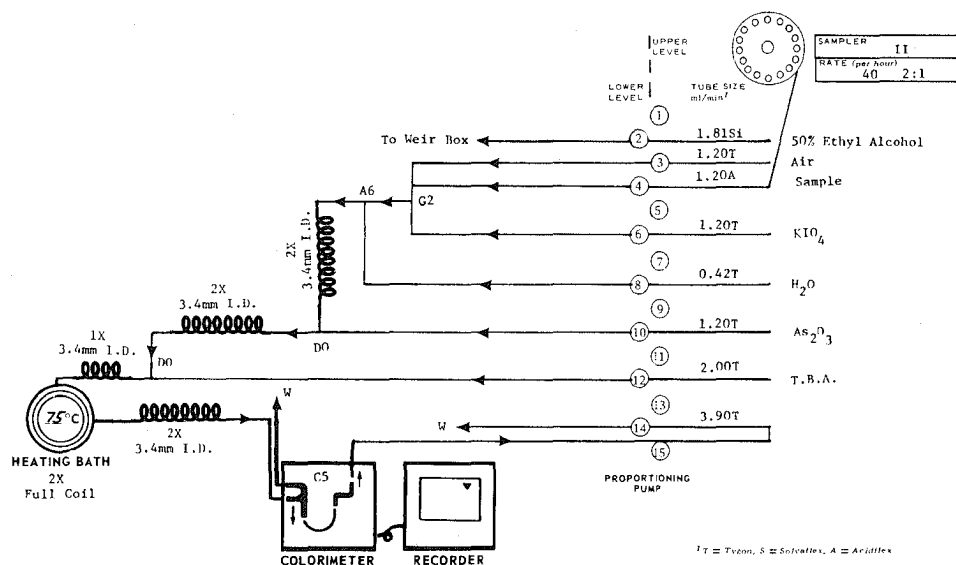 UPPER
LEVEL
LOWER
LEVEL
TUBE SIZE
ml/min¹
SAMPLER
II
RATE (per hour)
40 2:1
1
To Weir Box
2
1.81Si
50% Ethyl Alcohol
3
1.20T
Air
4
1.20A
Sample
A6
G2
5
6
1.20T
KIO4
2X
3.4mm I.D.
7
8
0.42T
H2O
2X
3.4mm I.D.
9
10
1.20T
As2O3
DO
1X
3.4mm I.D.
DO
11
12
2.00T
T.B.A.
75°C
2X
3.4mm I.D.
W
13
W
14
3.90T
15
HEATING BATH
2X
Full Coil
C5
PROPORTIONING
PUMP
COLORIMETER
RECORDER
¹T = Tygon, S = Solvaflex, A = Acidflex